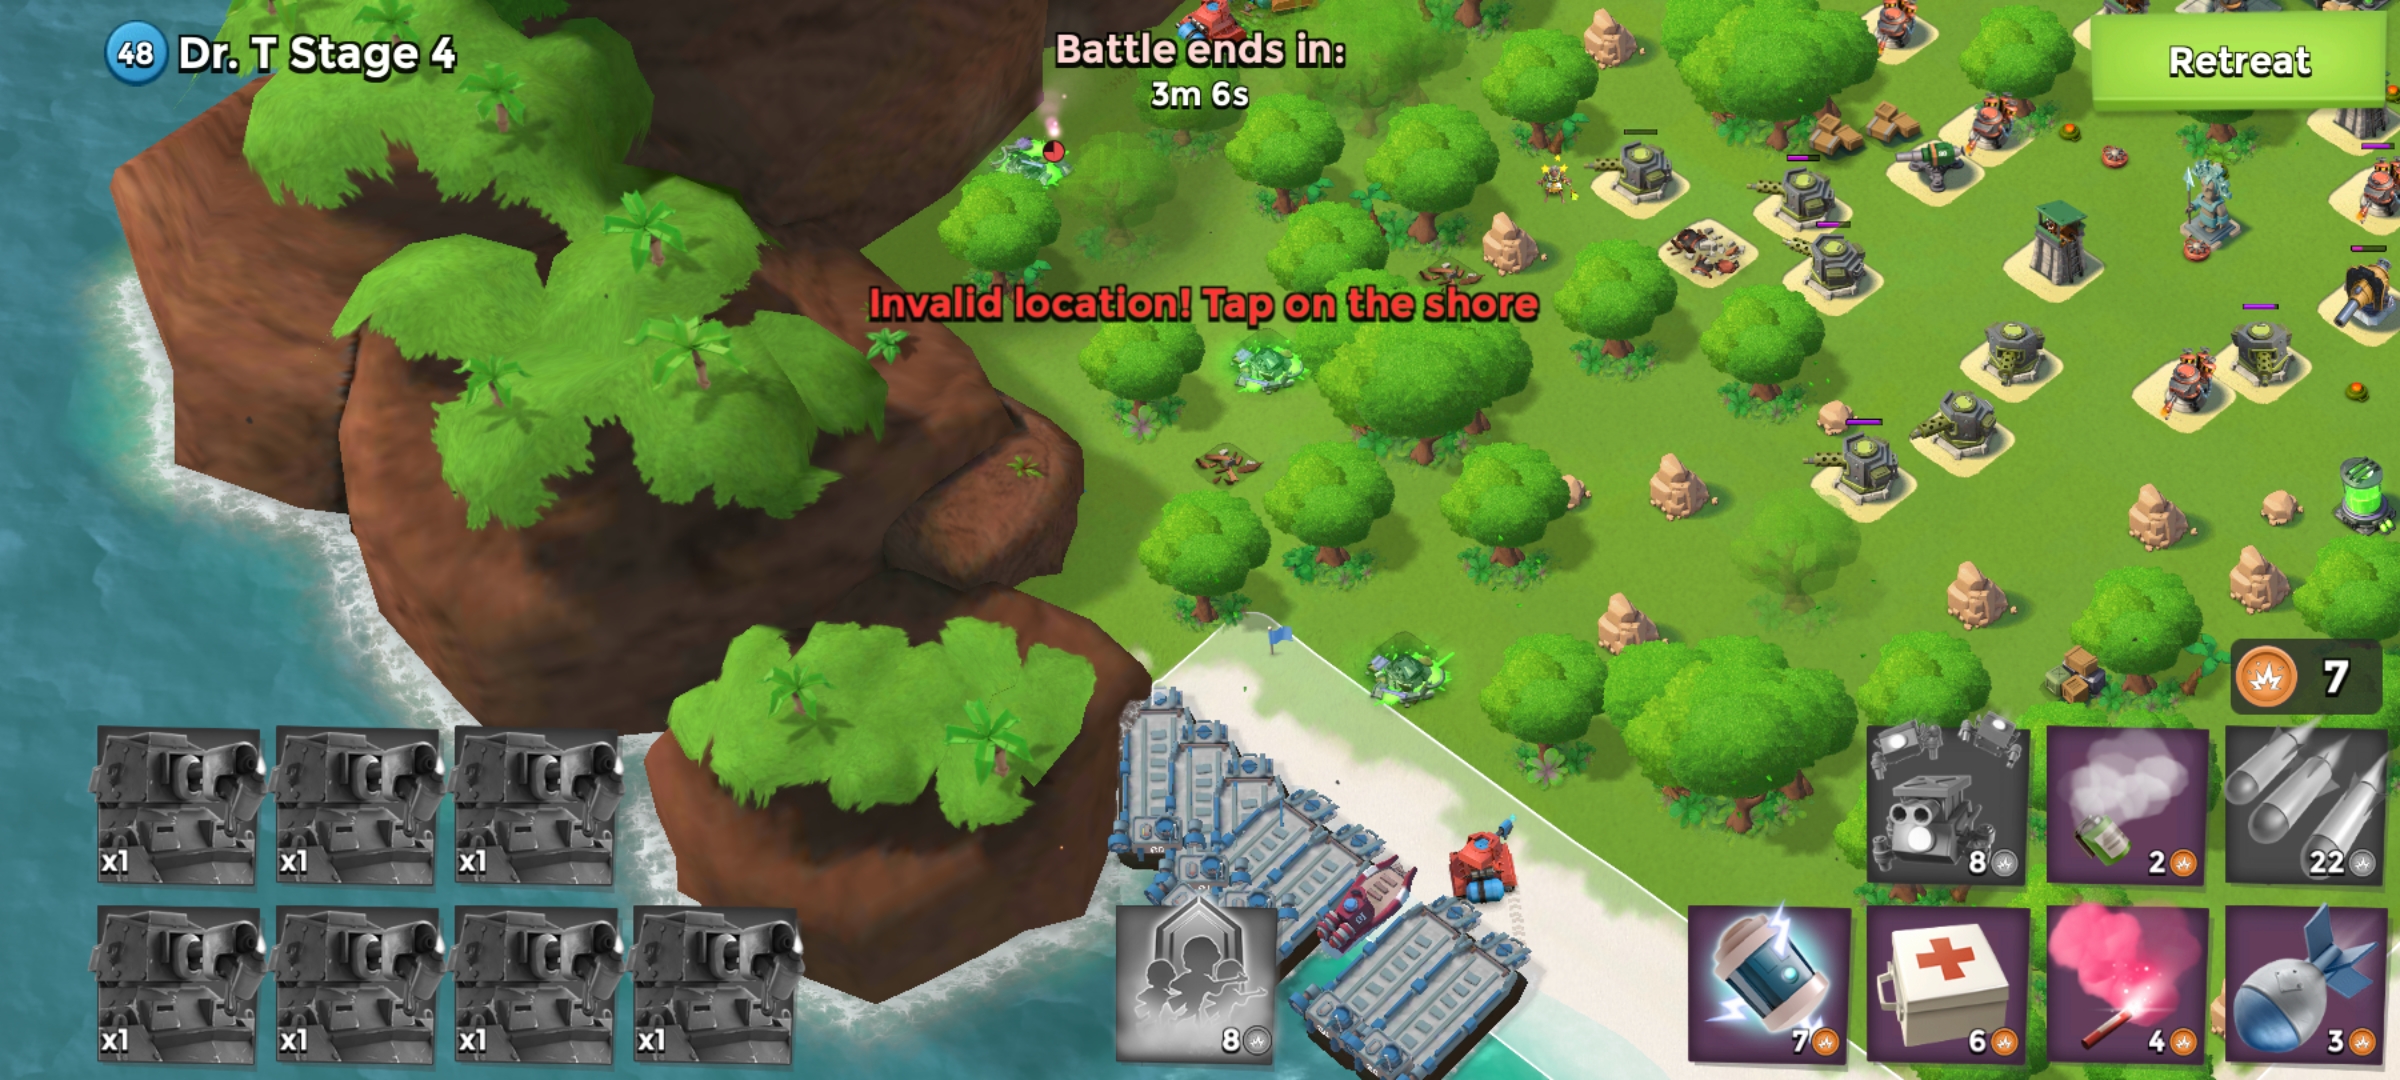 48 Dr. T Stage 4
Battle ends in:
3m 6s
Retreat
Invalid location! Tap on the shore
7
x1 x1 x1
8 2 22
x1 x1 x1 x1
8
7 6 4 3